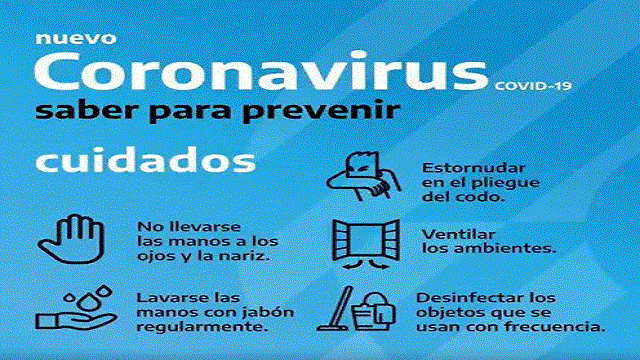 nuevo
Coronavirus COVID-19
saber para prevenir
cuidados
Estornudar
en el pliegue
del codo.
No llevarse
las manos a los
ojos y la nariz.
Ventilar
los ambientes.
Lavarse las
manos con jabón
regularmente.
Desinfectar los
objetos que se
usan con frecuencia.